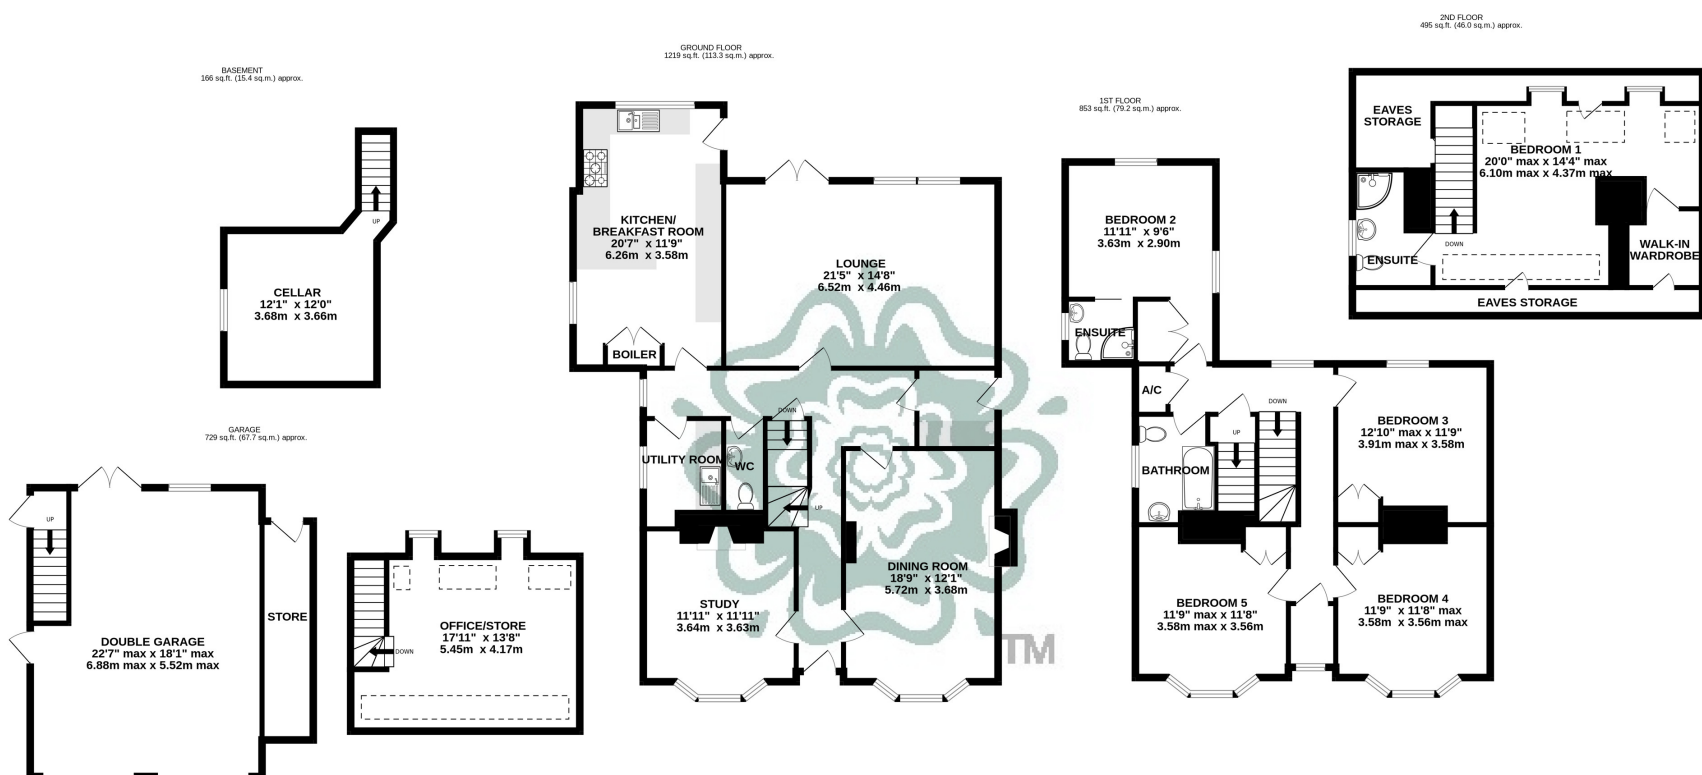 BASEMENT
166 sq.ft. (15.4 sq.m.) approx.
UP
CELLAR
12'1" x 12'0"
3.68m x 3.66m
GARAGE
729 sq.ft. (67.7 sq.m.) approx.
UP
DOUBLE GARAGE
22'7" max x 18'1" max
6.88m max x 5.52m max
STORE
OFFICE/STORE
17'11" x 13'8"
5.45m x 4.17m
DOWN
GROUND FLOOR
1219 sq.ft. (113.3 sq.m.) approx.
KITCHEN/
BREAKFAST ROOM
20'7" x 11'9"
6.26m x 3.58m
BOILER
LOUNGE
21'5" x 14'8"
6.52m x 4.46m
DOWN
UTILITY ROOM
WC
UP
STUDY
11'11" x 11'11"
3.64m x 3.63m
DINING ROOM
18'9" x 12'1"
5.72m x 3.68m
TM
1ST FLOOR
853 sq.ft. (79.2 sq.m.) approx.
BEDROOM 2
11'11" x 9'6"
3.63m x 2.90m
ENSUITE
A/C
DOWN
UP
BATHROOM
BEDROOM 3
12'10" max x 11'9"
3.91m max x 3.58m
BEDROOM 5
11'9" max x 11'8"
3.58m max x 3.56m
BEDROOM 4
11'9" x 11'8" max
3.58m x 3.56m max
2ND FLOOR
495 sq.ft. (46.0 sq.m.) approx.
EAVES
STORAGE
BEDROOM 1
20'0" max x 14'4" max
6.10m max x 4.37m max
DOWN
ENSUITE
WALK-IN
WARDROBE
EAVES STORAGE